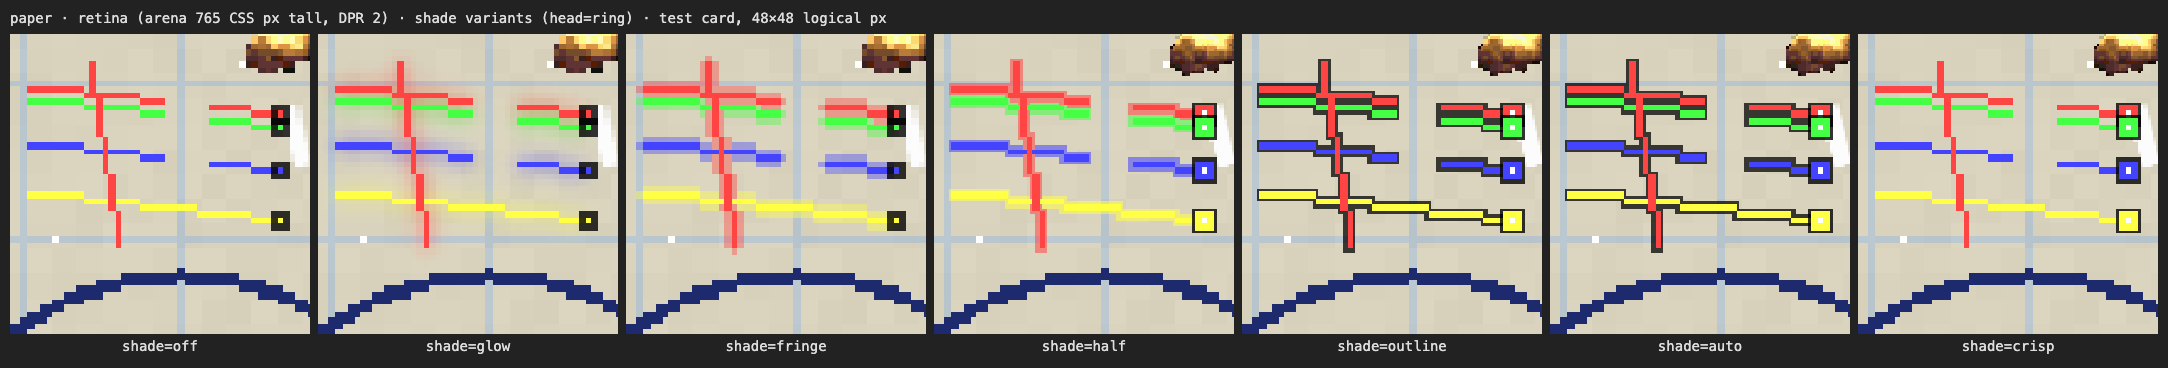 paper · retina (arena 765 CSS px tall, DPR 2) · shade variants (head=ring) · test card, 48×48 logical px
shade=off
shade=glow
shade=fringe
shade=half
shade=outline
shade=auto
shade=crisp